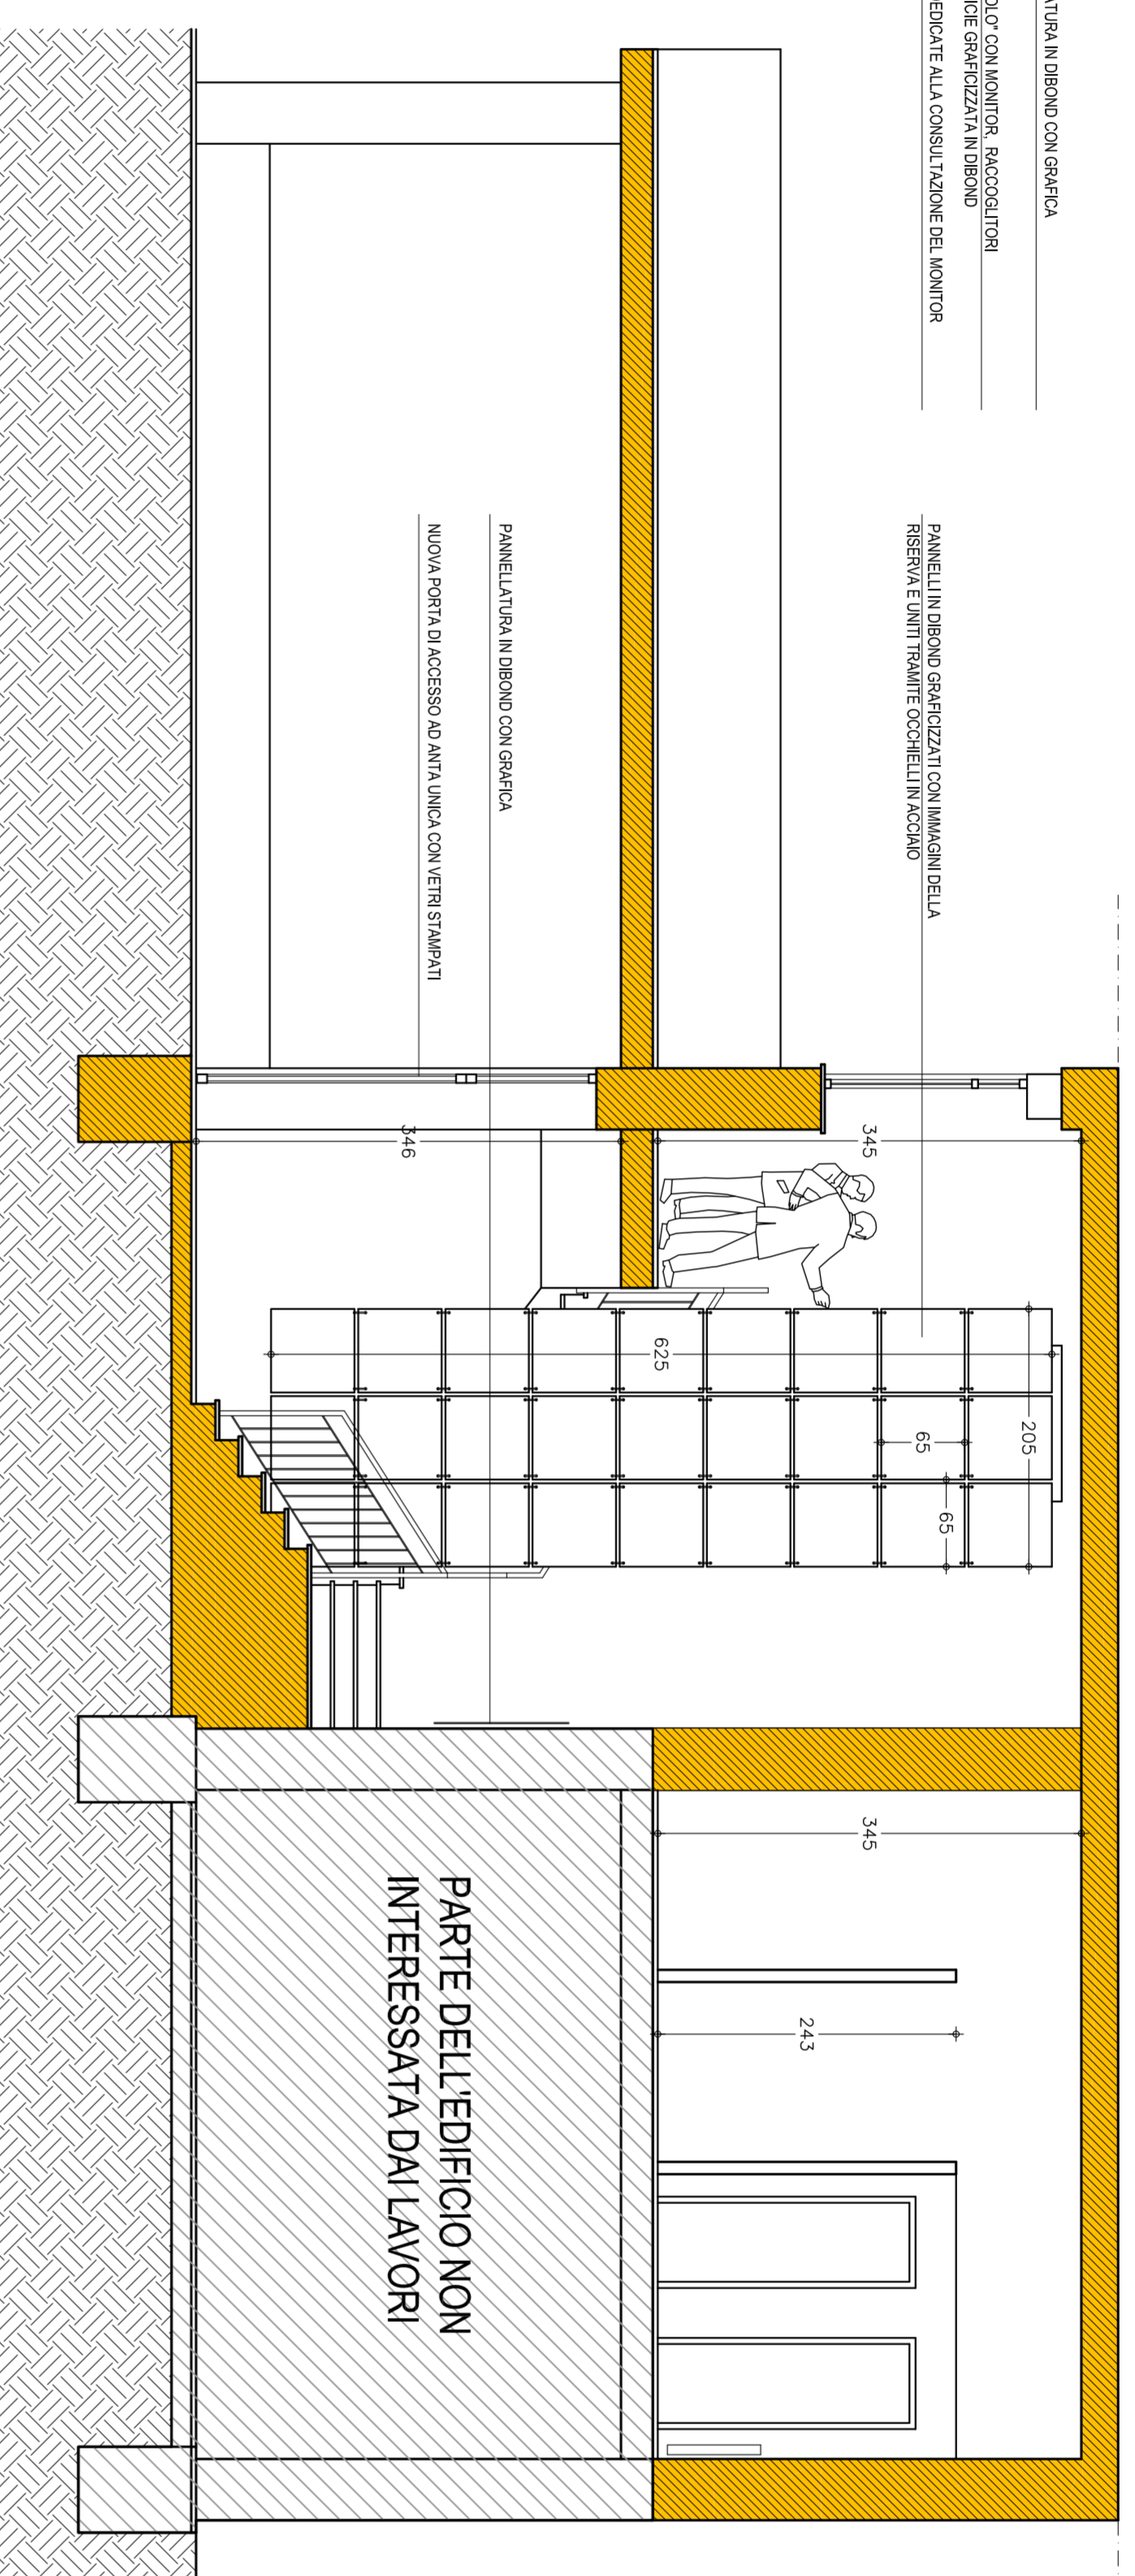 ATURA IN DIBOND CON GRAFICA
OLO" CON MONITOR, RACCOGLITORI
ICIE GRAFICIZZATA IN DIBOND
EDICATE ALLA CONSULTAZIONE DEL MONITOR
PANNELLI IN DIBOND GRAFICIZZATI CON IMMAGINI DELLA
RISERVA E UNITI TRAMITE OCCHIELLI IN ACCIAIO
PANNELLATURA IN DIBOND CON GRAFICA
NUOVA PORTA DI ACCESSO AD ANTA UNICA CON VETRI STAMPATI
345
346
205
65
65
625
345
243
PARTE DELL'EDIFICIO NON
INTERESSATA DAI LAVORI